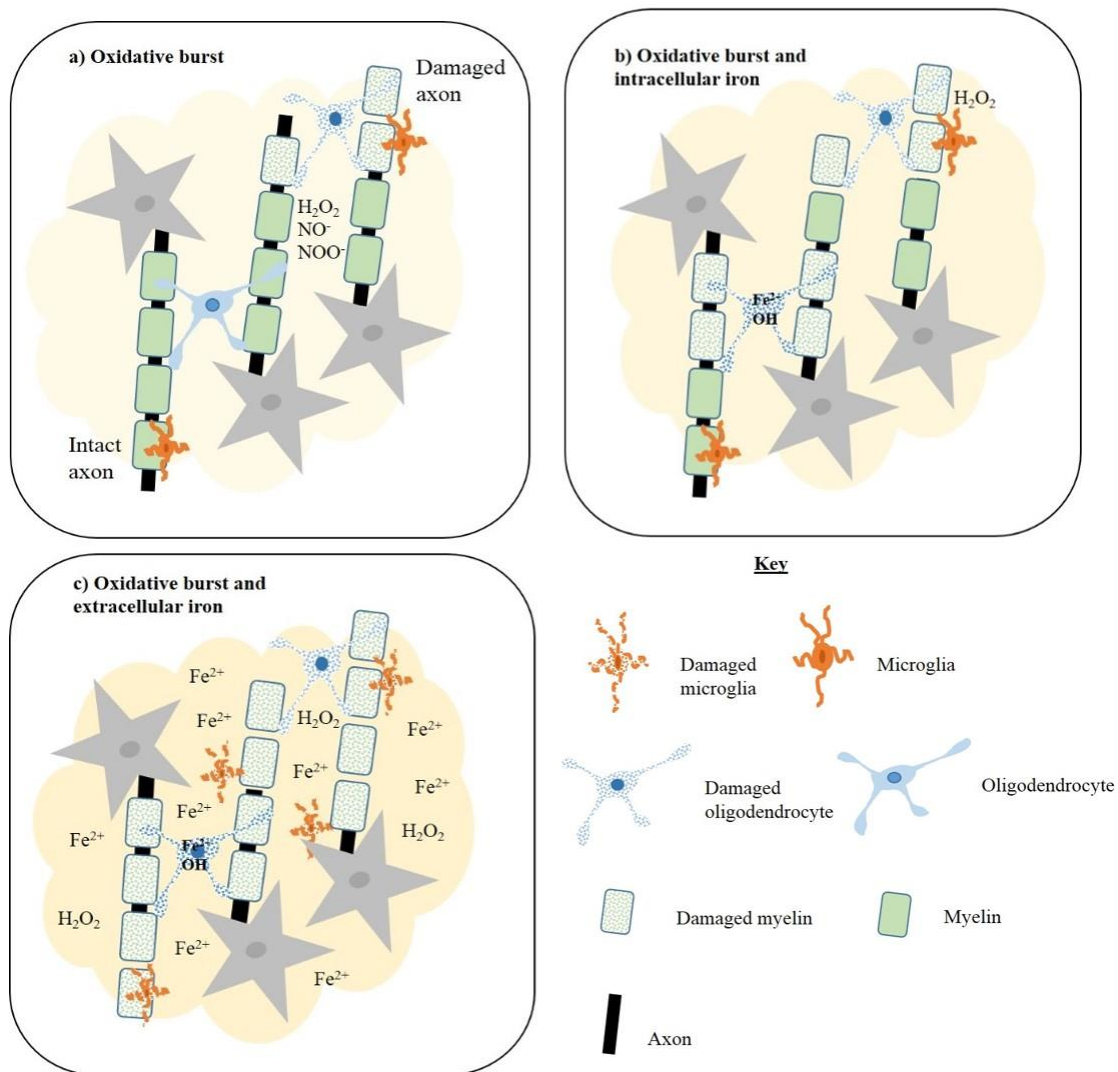 a) Oxidative burst
Damaged
axon
H₂O₂
NO⁻
NOO⁻
Intact
axon
b) Oxidative burst and
intracellular iron
H₂O₂
Fe²⁺
OH
c) Oxidative burst and
extracellular iron
Fe²⁺
Fe²⁺
H₂O₂
Fe²⁺
Fe²⁺
Fe²⁺
Fe²⁺
Fe²⁺
H₂O₂
Fe²⁺
OH
H₂O₂
Fe²⁺
Fe²⁺
Key
Damaged
microglia
Microglia
Damaged
oligodendrocyte
Oligodendrocyte
Damaged myelin
Myelin
Axon